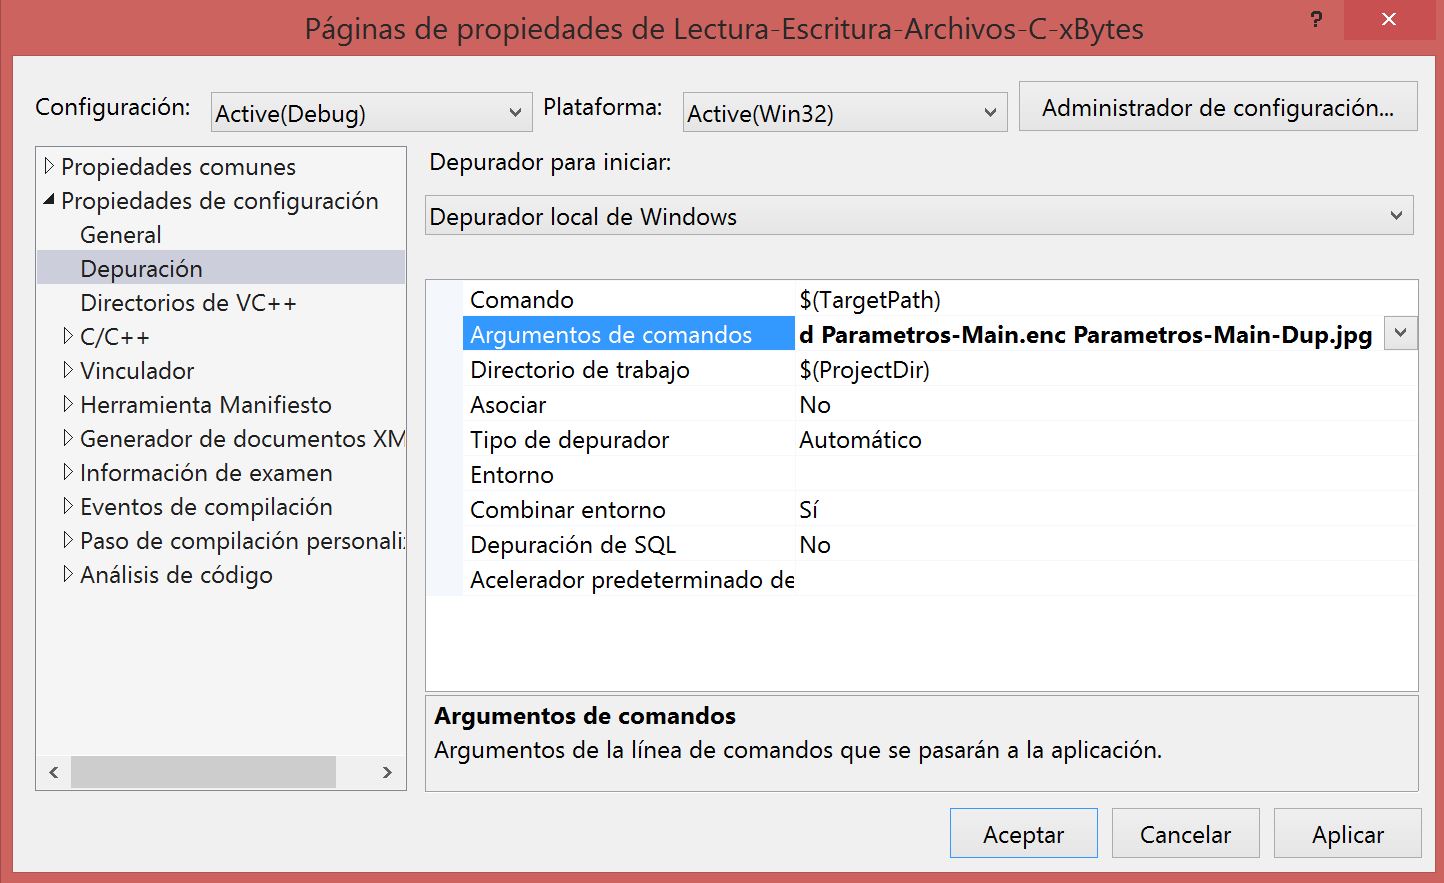 Páginas de propiedades de Lectura-Escritura-Archivos-C-xBytes
?
Configuración: Active(Debug) Plataforma: Active(Win32) Administrador de configuración...
Propiedades comunes
Propiedades de configuración
General
Depuración
Directorios de VC++
C/C++
Vinculador
Herramienta Manifiesto
Generador de documentos XM
Información de examen
Eventos de compilación
Paso de compilación personali
Análisis de código
Depurador para iniciar:
Depurador local de Windows
Comando $(TargetPath)
Argumentos de comandos d Parametros-Main.enc Parametros-Main-Dup.jpg
Directorio de trabajo $(ProjectDir)
Asociar No
Tipo de depurador Automático
Entorno
Combinar entorno Sí
Depuración de SQL No
Acelerador predeterminado de
Argumentos de comandos
Argumentos de la línea de comandos que se pasarán a la aplicación.
Aceptar Cancelar Aplicar